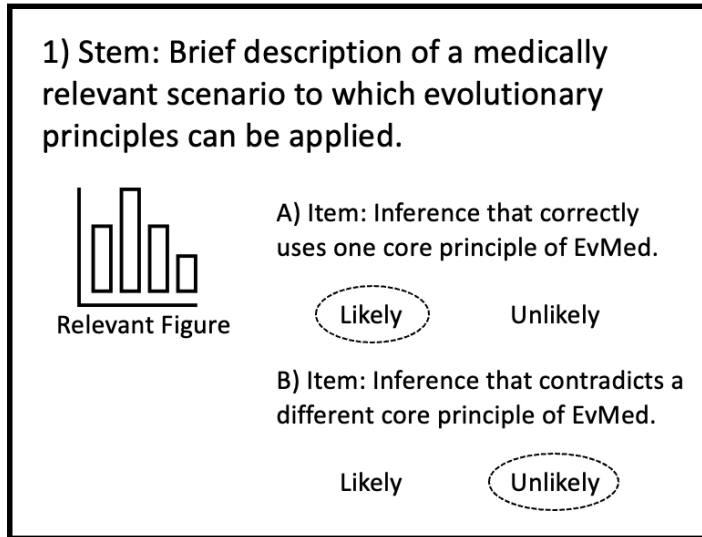 1) Stem: Brief description of a medically
relevant scenario to which evolutionary
principles can be applied.
Relevant Figure
A) Item: Inference that correctly
uses one core principle of EvMed.
Likely Unlikely
B) Item: Inference that contradicts a
different core principle of EvMed.
Likely Unlikely